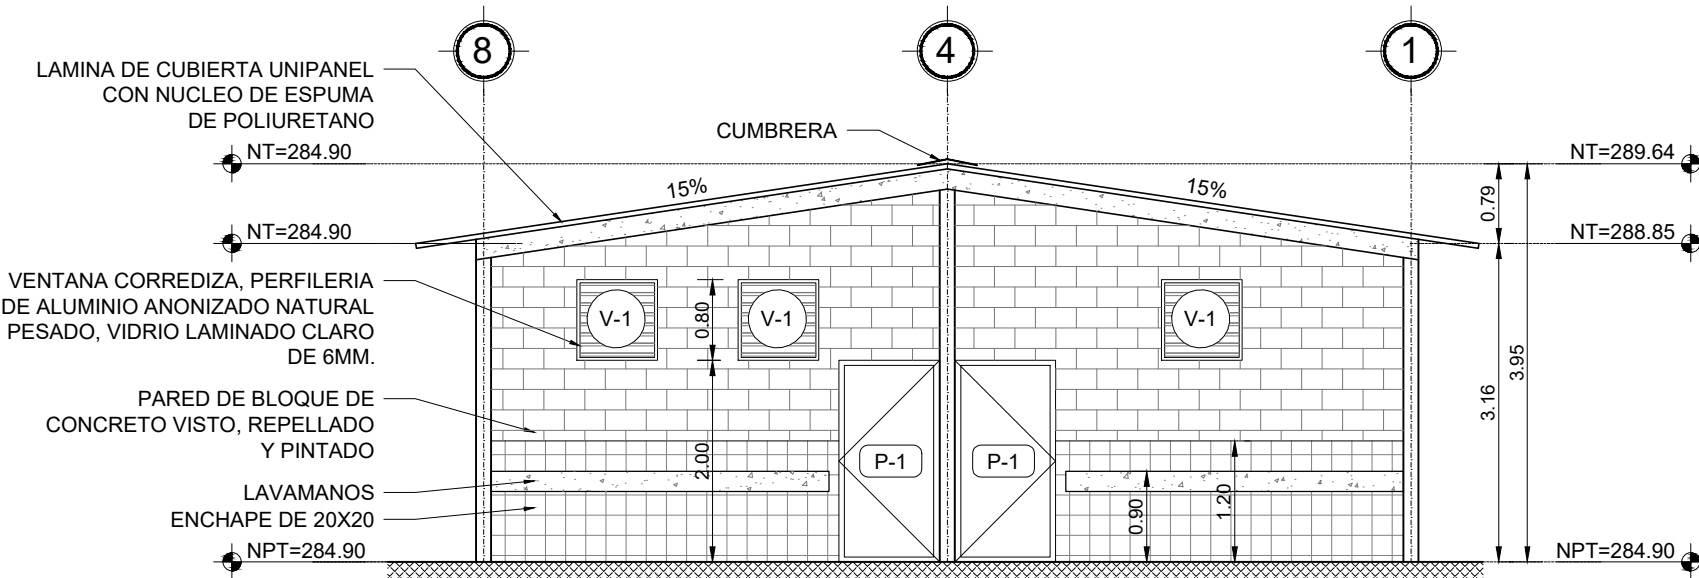 8
4
1
LAMINA DE CUBIERTA UNIPANEL
CON NUCLEO DE ESPUMA
DE POLIURETANO
CUMBRERA
NT=284.90
NT=289.64
15%
15%
0.79
NT=284.90
NT=288.85
VENTANA CORREDIZA, PERFILERIA
DE ALUMINIO ANONIZADO NATURAL
PESADO, VIDRIO LAMINADO CLARO
DE 6MM.
V-1
V-1
0.80
V-1
3.95
3.16
PARED DE BLOQUE DE
CONCRETO VISTO, REPELLADO
Y PINTADO
2.00
P-1
P-1
LAVAMANOS
ENCHAPE DE 20X20
0.90
1.20
NPT=284.90
NPT=284.90